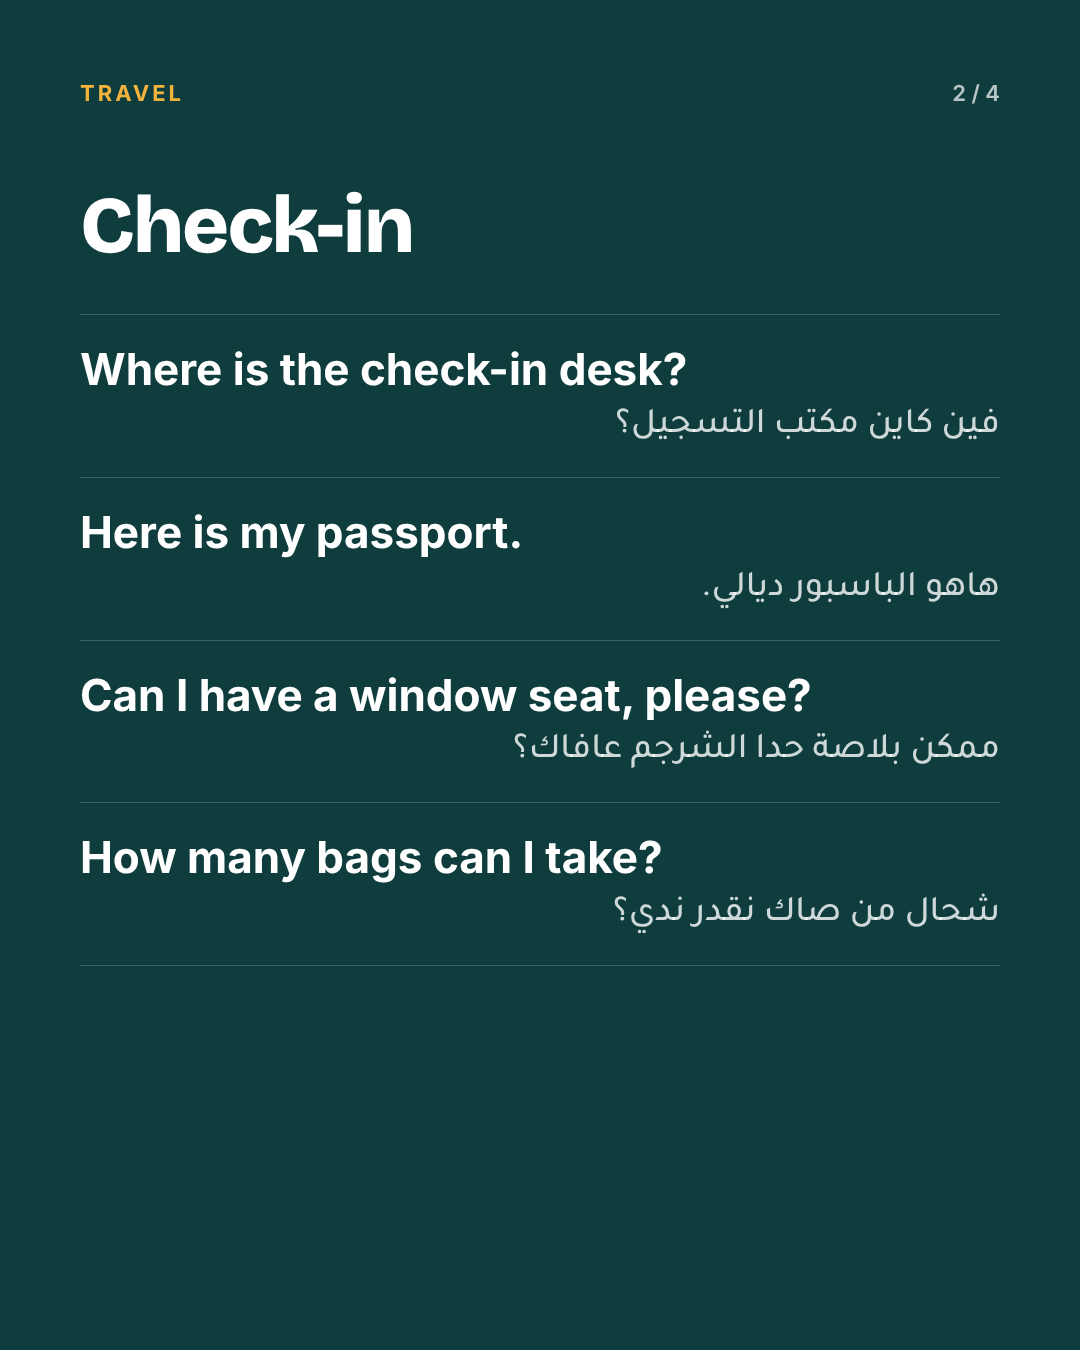 TRAVEL
2 / 4
Check-in
Where is the check-in desk?
فين كاين مكتب التسجيل؟
Here is my passport.
هاهو الباسبور ديالي.
Can I have a window seat, please?
ممكن بلاصة حدا الشرجم عافاك؟
How many bags can I take?
شحال من صاك نقدر ندي؟